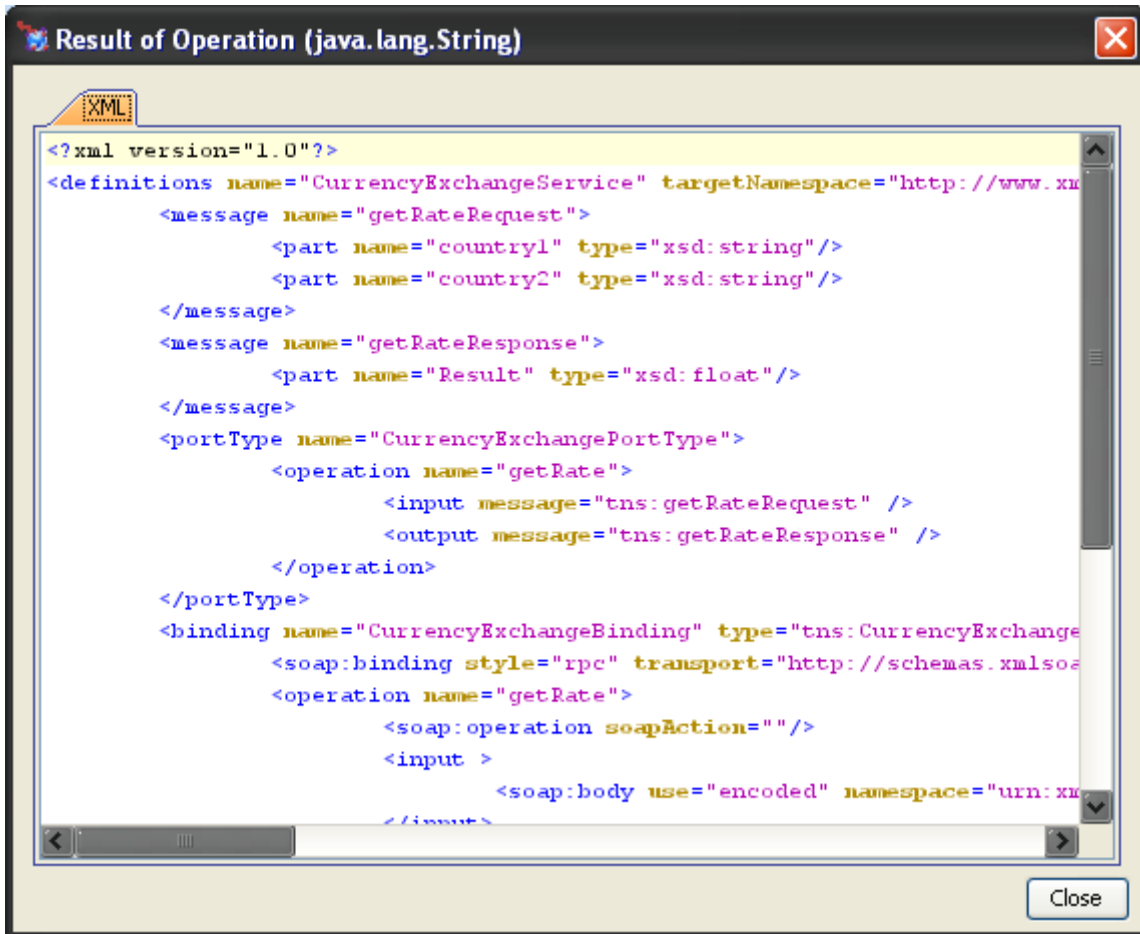 Result of Operation (java.lang.String)
XML
<?xml version="1.0"?>
<definitions name="CurrencyExchangeService" targetNamespace="http://www.xm
<message name="getRateRequest">
<part name="country1" type="xsd:string"/>
<part name="country2" type="xsd:string"/>
</message>
<message name="getRateResponse">
<part name="Result" type="xsd:float"/>
</message>
<portType name="CurrencyExchangePortType">
<operation name="getRate">
<input message="tns:getRateRequest" />
<output message="tns:getRateResponse" />
</operation>
</portType>
<binding name="CurrencyExchangeBinding" type="tns:CurrencyExchange
<soap:binding style="rpc" transport="http://schemas.xmlsoa
<operation name="getRate">
<soap:operation soapAction=""/>
<input >
<soap:body use="encoded" namespace="urn:xm
</input>
Close